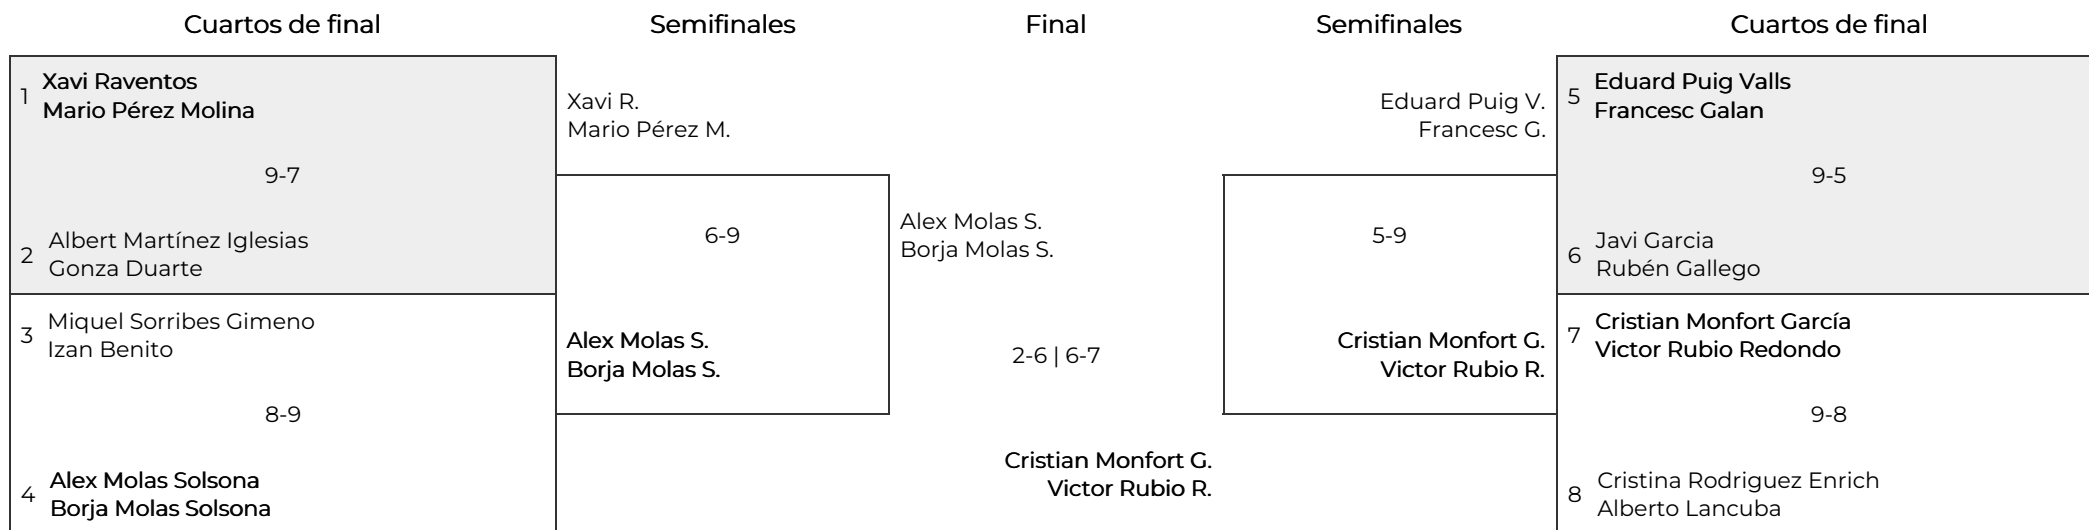 Cuartos de final
Semifinales
Final
Semifinales
Cuartos de final
1
Xavi Raventos
Mario Pérez Molina
9-7
2
Albert Martínez Iglesias
Gonza Duarte
3
Miquel Sorribes Gimeno
Izan Benito
8-9
4
Alex Molas Solsona
Borja Molas Solsona
Xavi R.
Mario Pérez M.
6-9
Alex Molas S.
Borja Molas S.
Alex Molas S.
Borja Molas S.
2-6 | 6-7
Cristian Monfort G.
Victor Rubio R.
Eduard Puig V.
Francesc G.
5-9
Cristian Monfort G.
Victor Rubio R.
5
Eduard Puig Valls
Francesc Galan
9-5
6
Javi Garcia
Rubén Gallego
7
Cristian Monfort García
Victor Rubio Redondo
9-8
8
Cristina Rodriguez Enrich
Alberto Lancuba